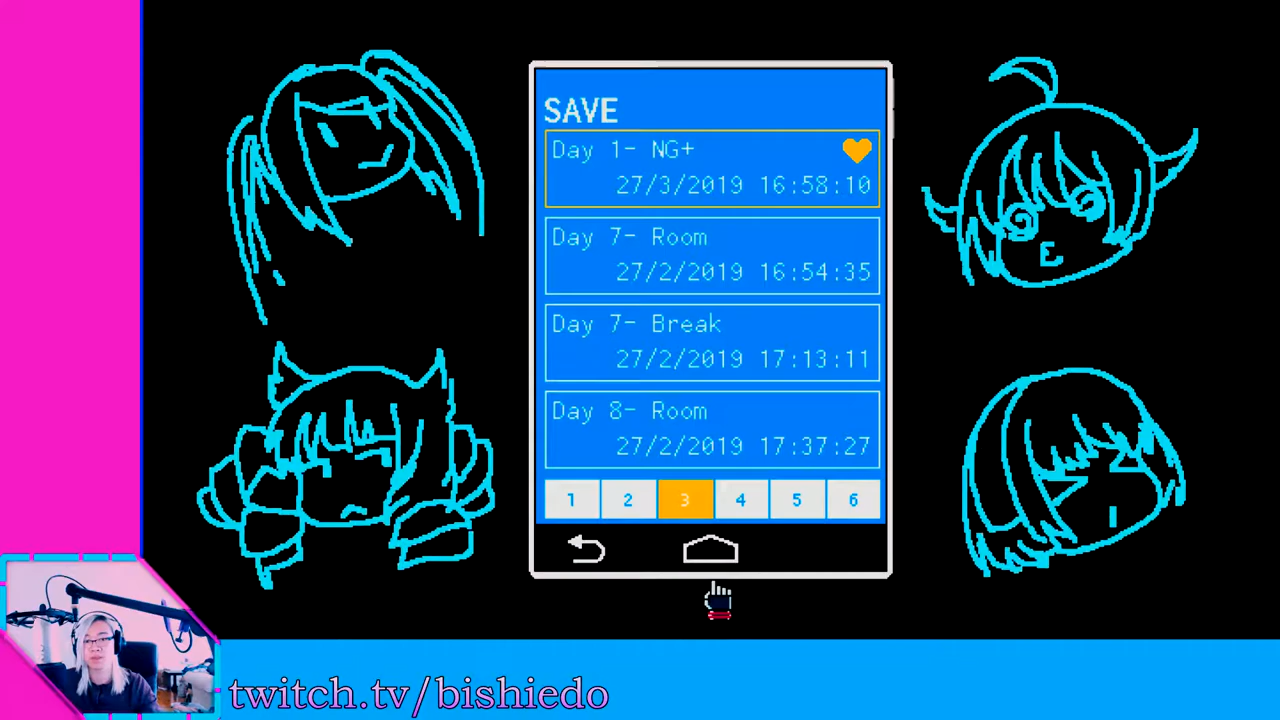 SAVE
Day 1- NG+
27/3/2019 16:58:10
Day 7- Room
27/2/2019 16:54:35
Day 7- Break
27/2/2019 17:13:11
Day 8- Room
27/2/2019 17:37:27
1 2 3 4 5 6
twitch.tv/bishiedo